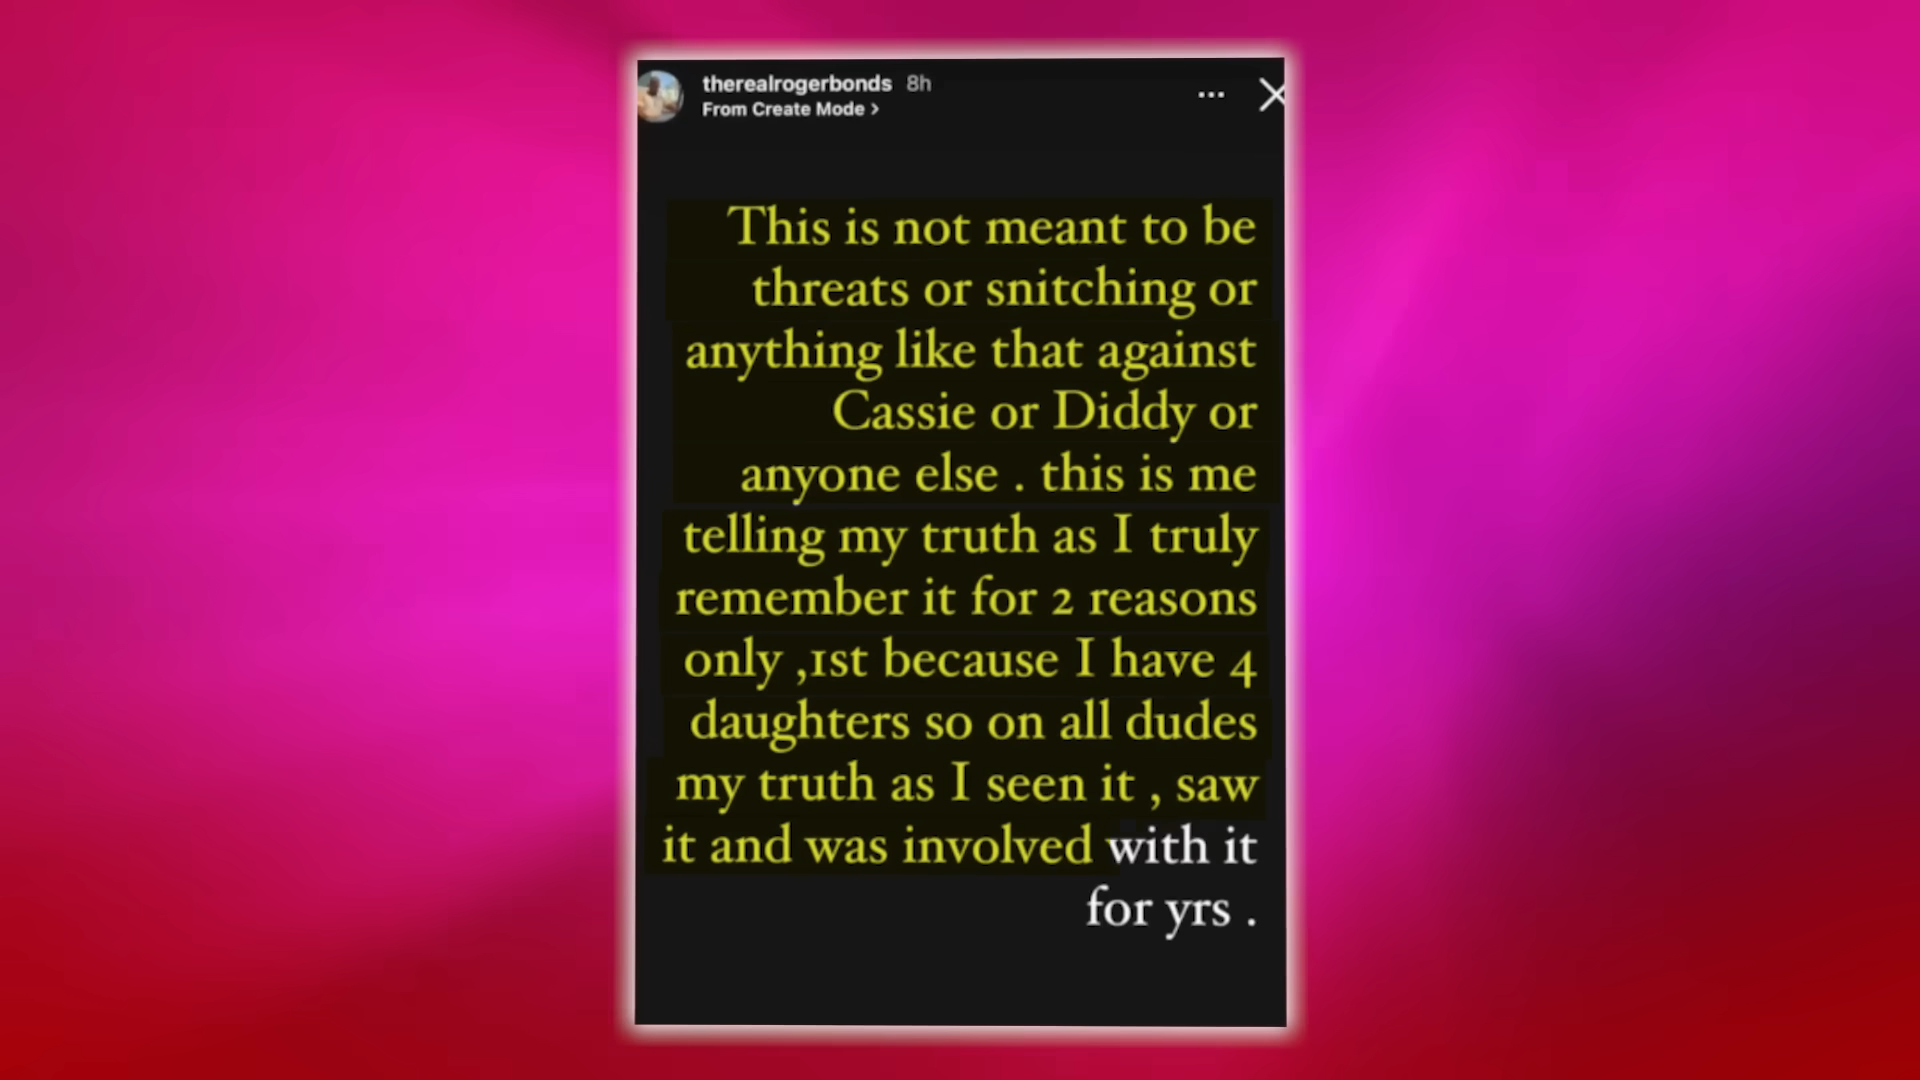 therealrogerbonds 8h
From Create Mode >
This is not meant to be
threats or snitching or
anything like that against
Cassie or Diddy or
anyone else . this is me
telling my truth as I truly
remember it for 2 reasons
only ,1st because I have 4
daughters so on all dudes
my truth as I seen it , saw
it and was involved with it
for yrs .